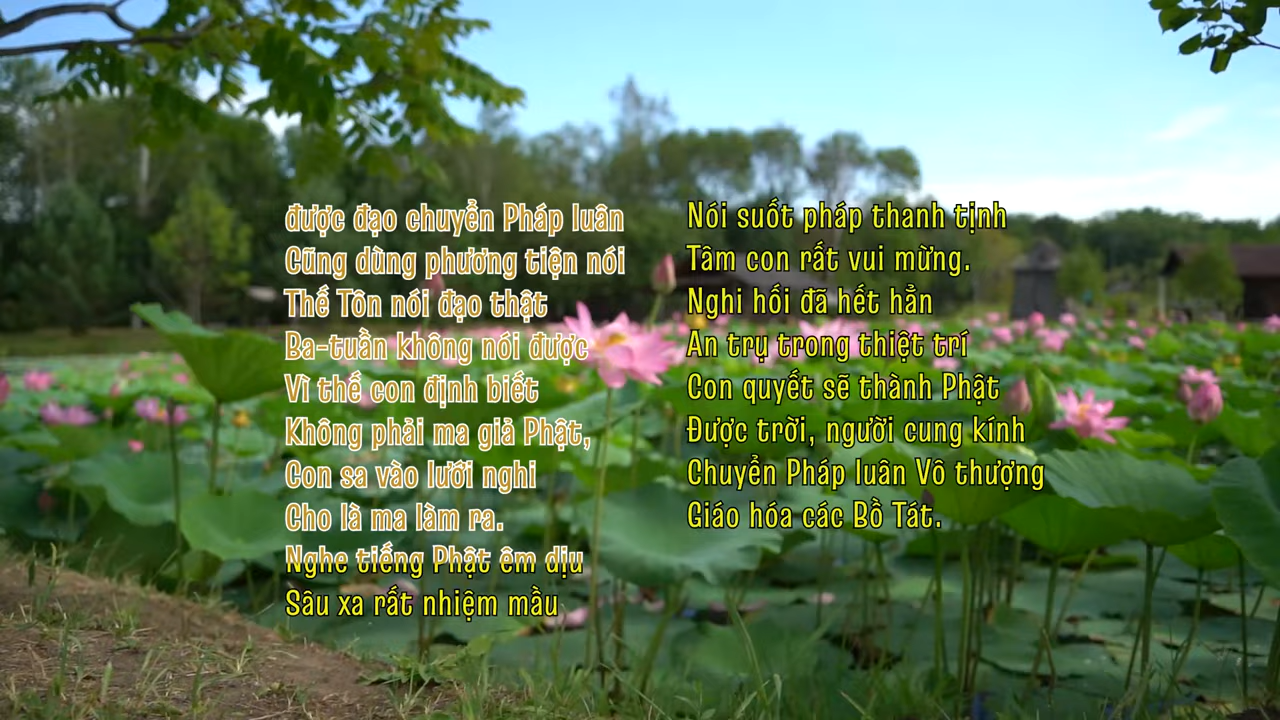 được đạo chuyển Pháp luân
Cũng dùng phương tiện nói
Thế Tôn nói đạo thật
Ba-tuần không nói được
Vì thế con định biết
Không phải ma giả Phật,
Con sa vào lưới nghi
Cho là ma làm ra.
Nghe tiếng Phật êm dịu
Sâu xa rất nhiệm mầu
Nói suốt pháp thanh tịnh
Tâm con rất vui mừng.
Nghi hối đã hết hẳn
An trụ trong thiệt trí
Con quyết sẽ thành Phật
Được trời, người cung kính
Chuyển Pháp luân Vô thượng
Giáo hóa các Bồ Tát.